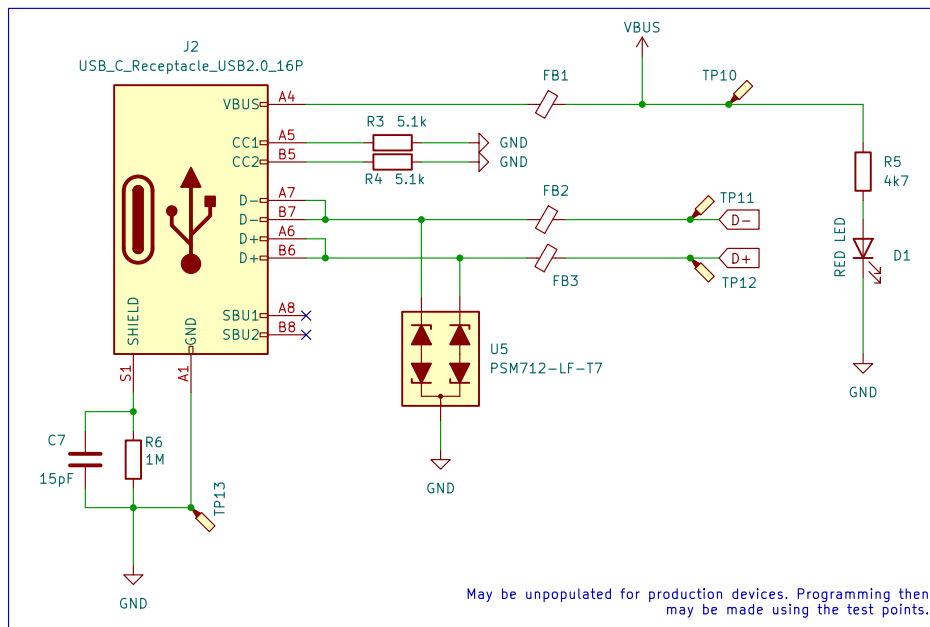 J2
USB_C_Receptacle_USB2.0_16P
VBUS
A4
FB1
VBUS
TP10
CC1
A5
R3 5.1k
GND
CC2
B5
R4 5.1k
GND
R5
4k7
D-
A7
D-
B7
FB2
TP11
D-
D+
A6
D+
B6
FB3
TP12
D+
RED LED
D1
GND
SBU1
A8
SBU2
B8
SHIELD
GND
S1
A1
U5
PSM712-LF-T7
GND
C7
15pF
R6
1M
TP13
GND
May be unpopulated for production devices. Programming then
may be made using the test points.